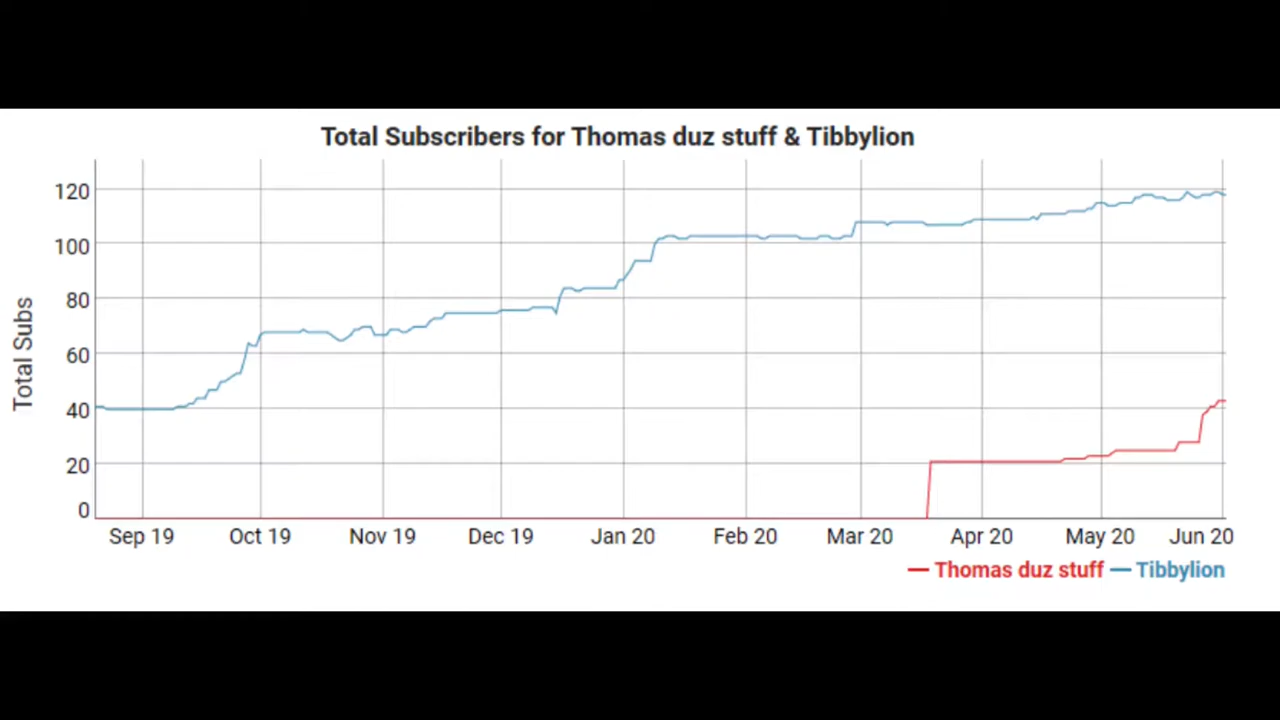 Total Subscribers for Thomas duz stuff & Tibbylion
Total Subs
120
100
80
60
40
20
0
Sep 19 Oct 19 Nov 19 Dec 19 Jan 20 Feb 20 Mar 20 Apr 20 May 20 Jun 20
Thomas duz stuff Tibbylion